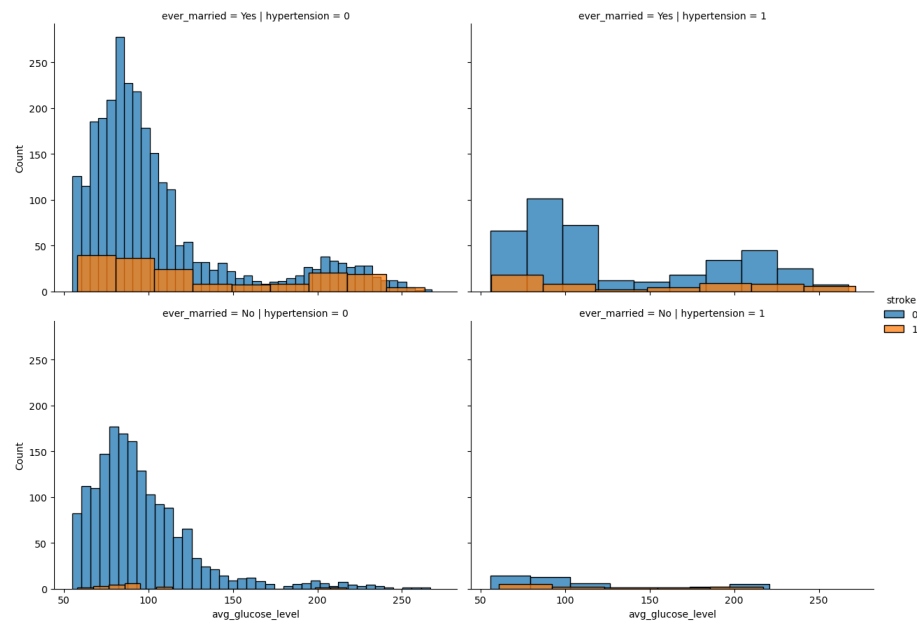 ever_married = Yes | hypertension = 0
ever_married = Yes | hypertension = 1
250
200
150
100
50
0
Count
stroke
0
1
ever_married = No | hypertension = 0
ever_married = No | hypertension = 1
250
200
150
100
50
0
Count
50 100 150 200 250
50 100 150 200 250
avg_glucose_level
avg_glucose_level